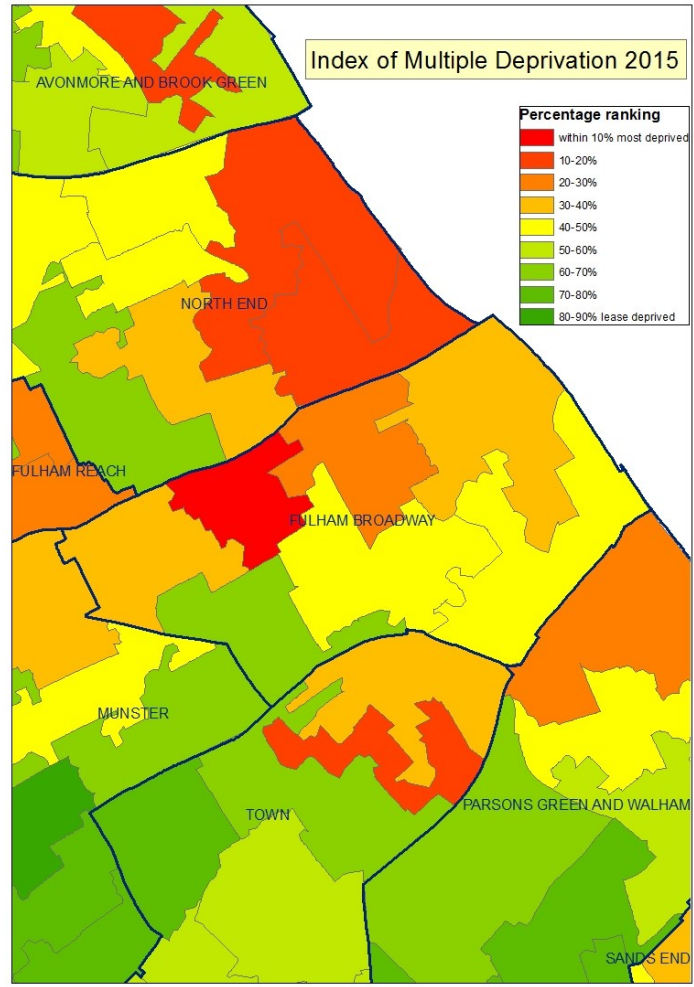 Index of Multiple Deprivation 2015
AVONMORE AND BROOK GREEN
Percentage ranking
within 10% most deprived
10-20%
20-30%
30-40%
40-50%
50-60%
60-70%
70-80%
80-90% lease deprived
NORTH END
FULHAM REACH
FULHAM BROADWAY
MUNSTER
TOWN
PARSONS GREEN AND WALHAM
SANDS END